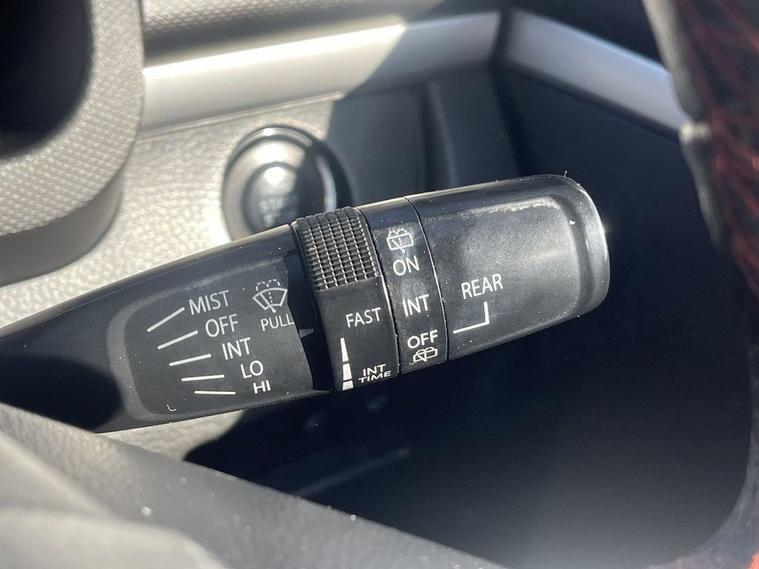 MIST
OFF
INT
LO
HI
PULL
FAST
INT
TIME
ON
INT
OFF
REAR